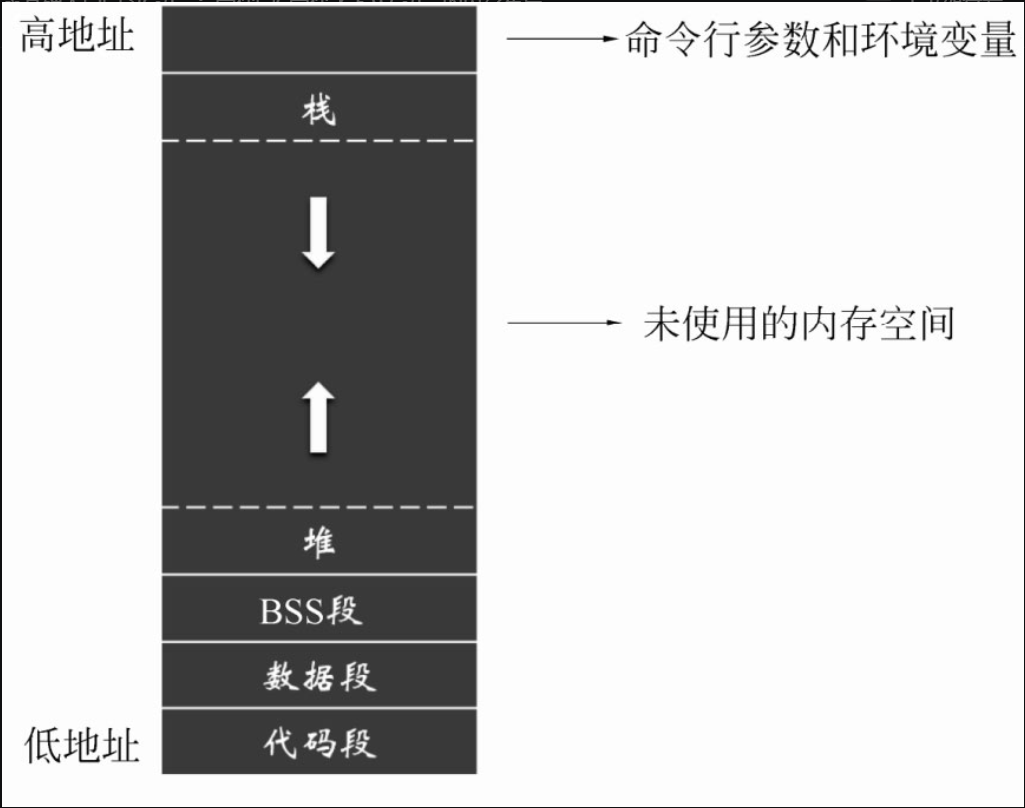 高地址
命令行参数和环境变量
栈
未使用的内存空间
堆
BSS段
数据段
低地址
代码段